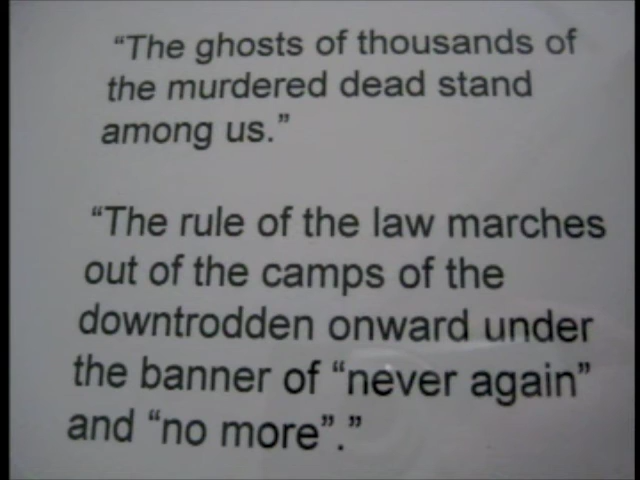 “The ghosts of thousands of
the murdered dead stand
among us.”
“The rule of the law marches
out of the camps of the
downtrodden onward under
the banner of “never again”
and “no more”.”